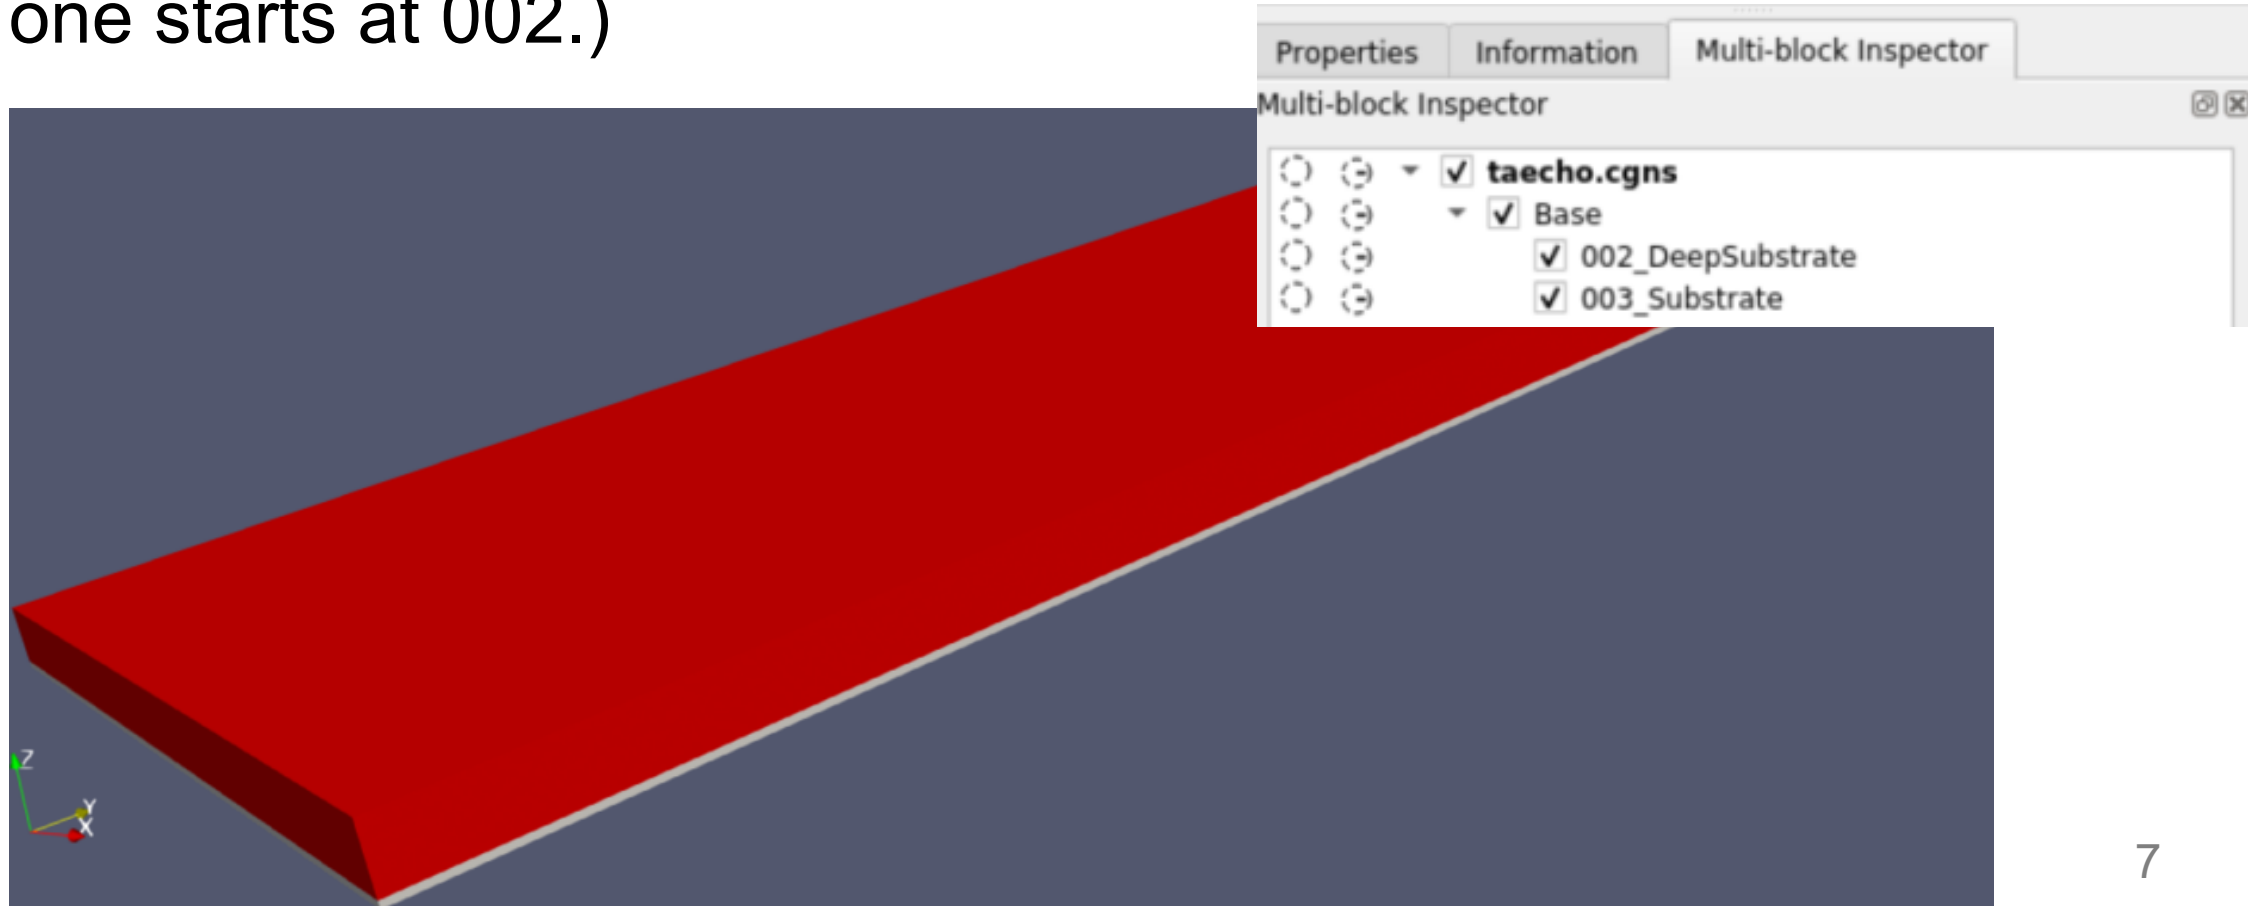 one starts at 002.)
Properties Information Multi-block Inspector
Multi-block Inspector
taecho.cgns
Base
002_DeepSubstrate
003_Substrate
Z
Y
X
7